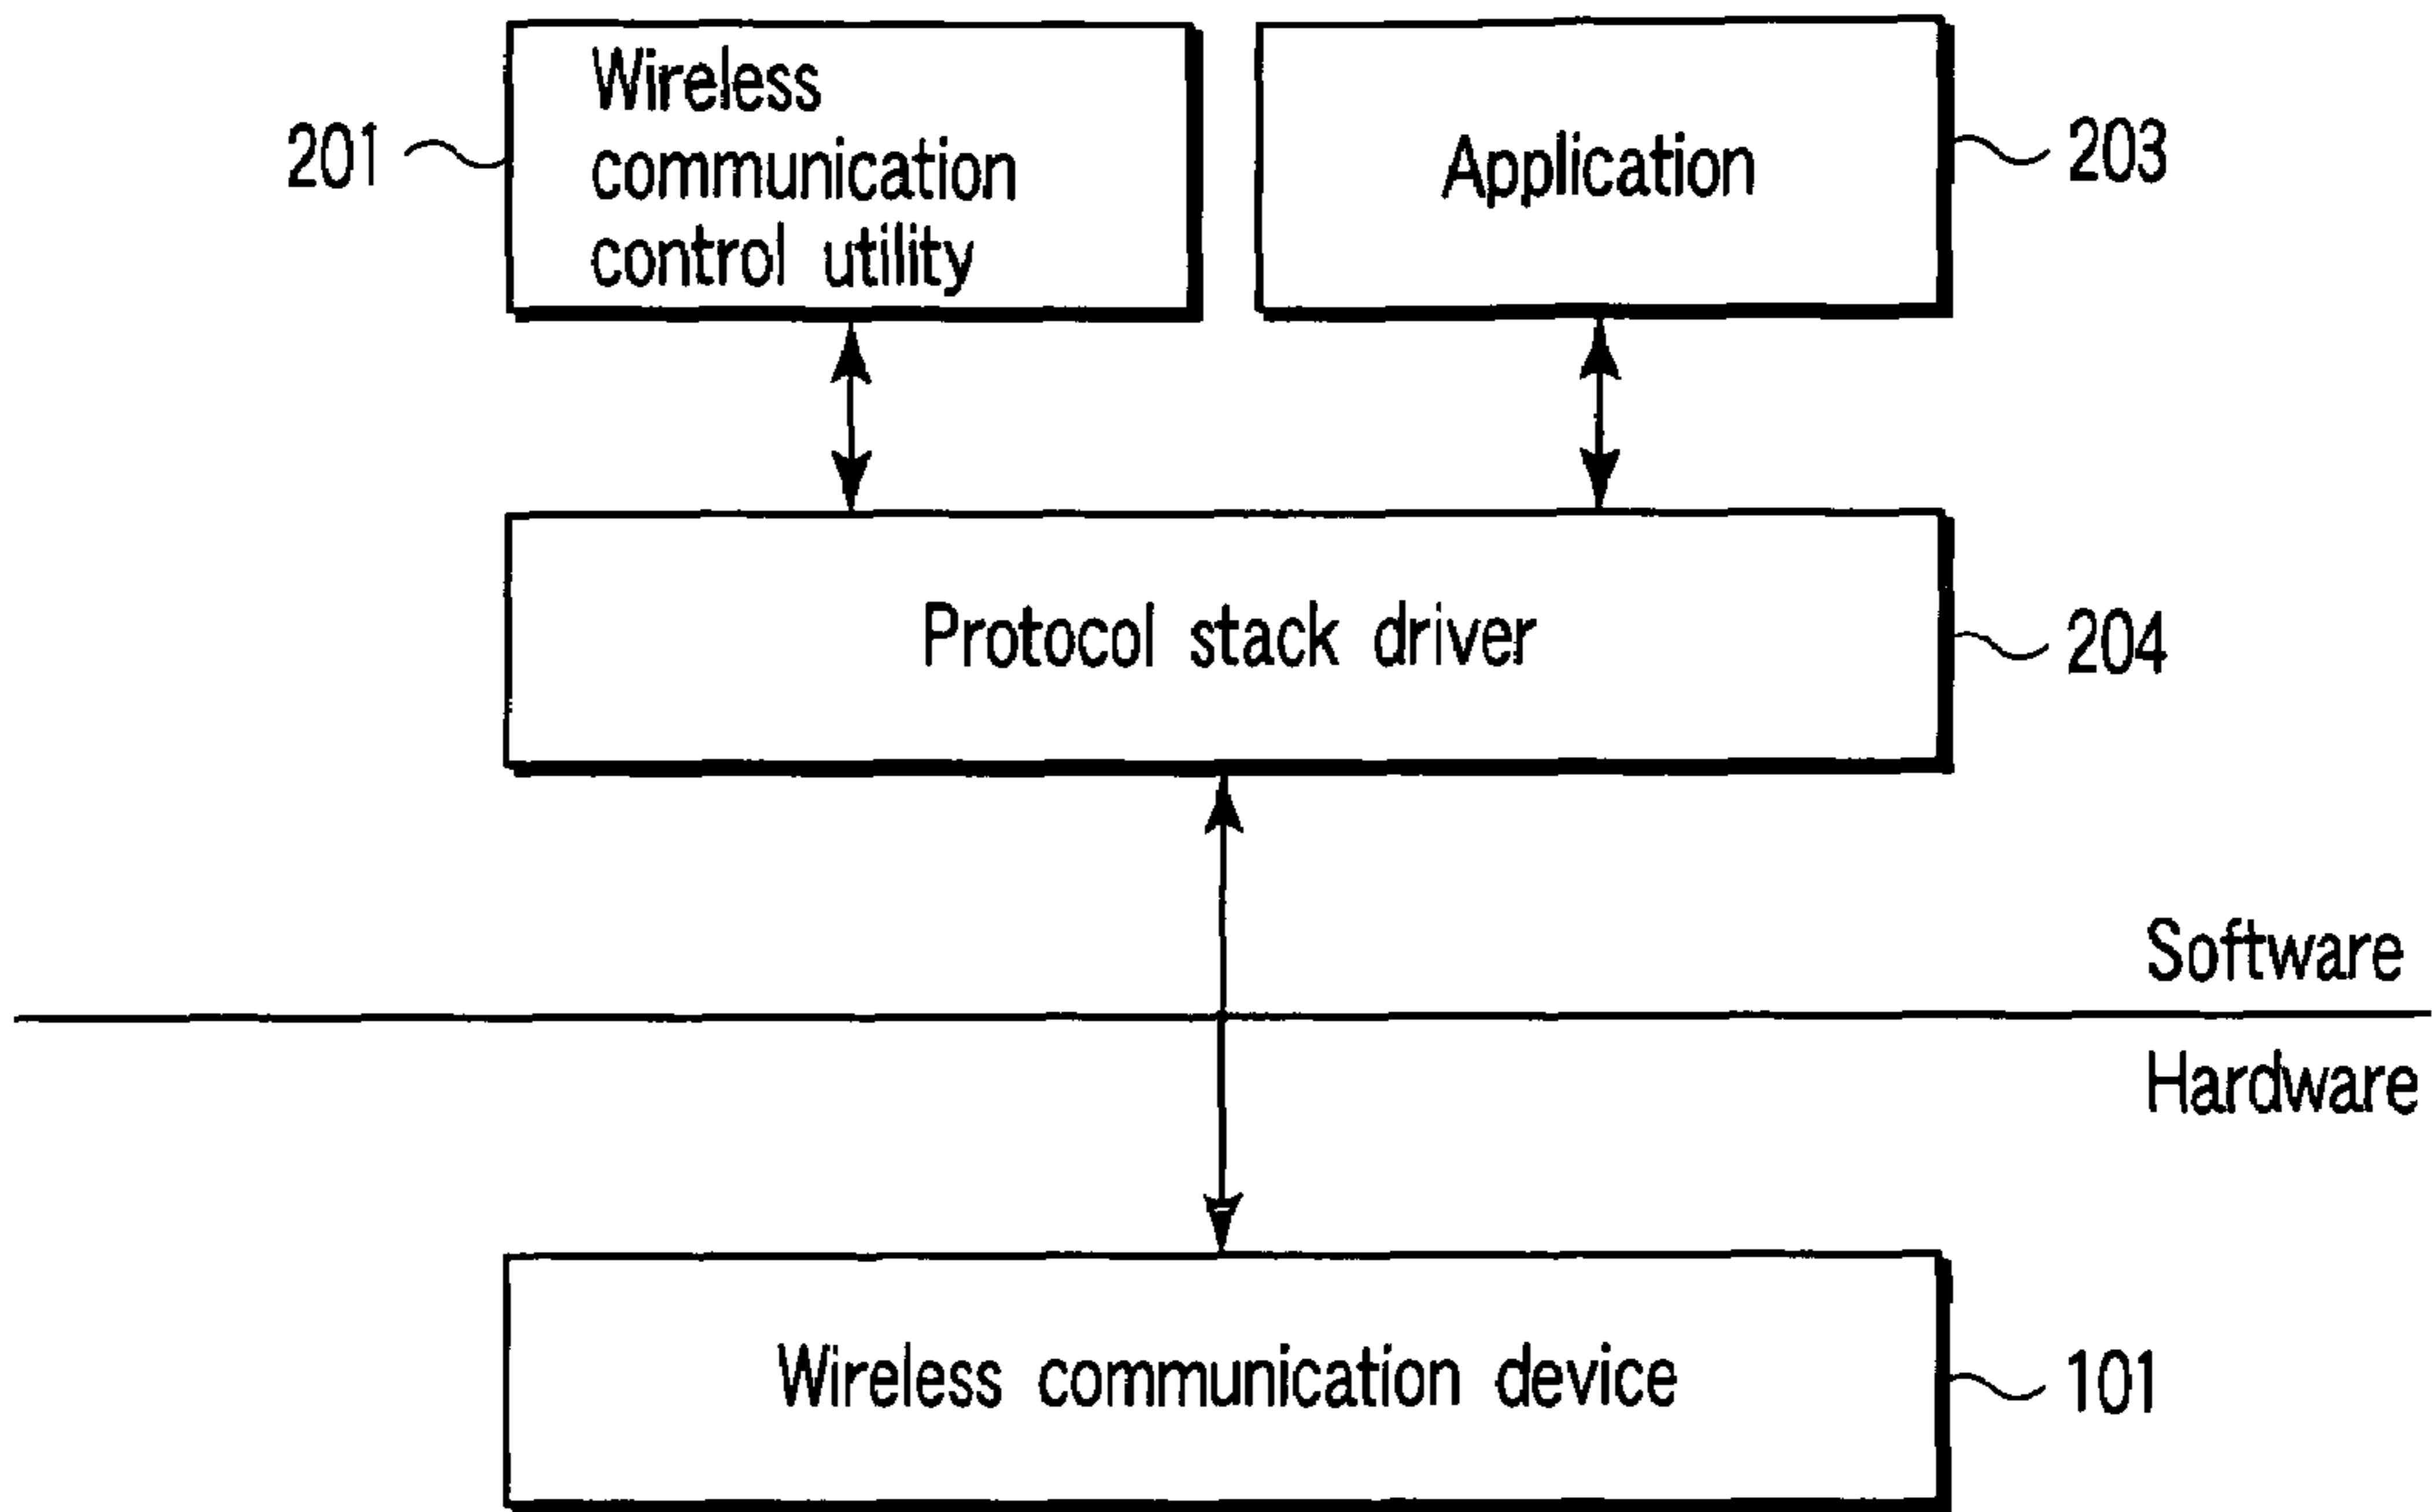 Wireless
communication
control utility
201
Application
203
Protocol stack driver
204
Software
Hardware
Wireless communication device
101